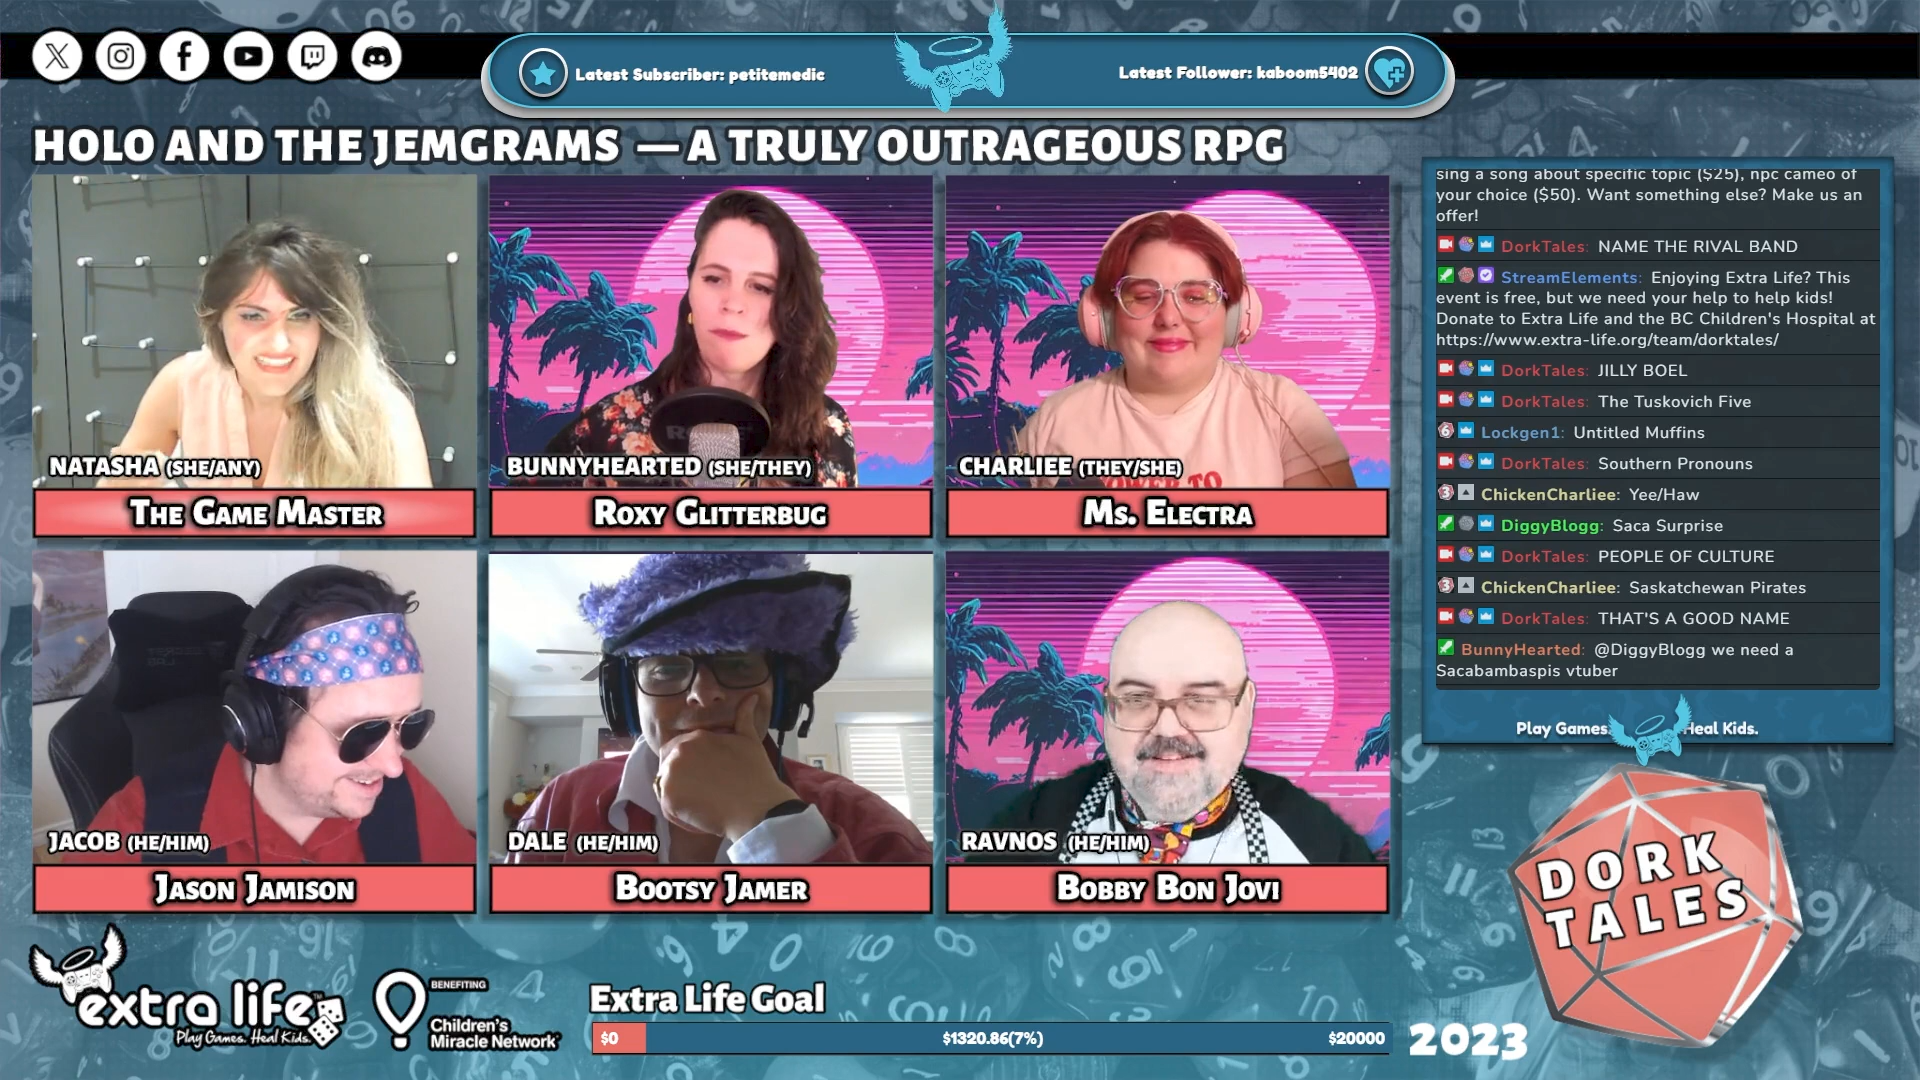 Latest Subscriber: petitemedic
Latest Follower: kaboom5402
HOLO AND THE JEMGRAMS — A TRULY OUTRAGEOUS RPG
NATASHA (SHE/ANY)
THE GAME MASTER
BUNNYHEARTED (SHE/THEY)
ROXY GLITTERBUG
CHARLIEE (THEY/SHE)
MS. ELECTRA
JACOB (HE/HIM)
JASON JAMISON
DALE (HE/HIM)
BOOTSY JAMER
RAVNOS (HE/HIM)
BOBBY BON JOVI
sing a song about specific topic ($25), npc cameo of
your choice ($50). Want something else? Make us an
offer!
DorkTales: NAME THE RIVAL BAND
StreamElements: Enjoying Extra Life? This
event is free, but we need your help to help kids!
Donate to Extra Life and the BC Children's Hospital at
https://www.extra-life.org/team/dorktales/
DorkTales: JILLY BOEL
DorkTales: The Tuskovich Five
Lockgen1: Untitled Muffins
DorkTales: Southern Pronouns
ChickenCharliee: Yee/Haw
DiggyBlogg: Saca Surprise
DorkTales: PEOPLE OF CULTURE
ChickenCharliee: Saskatchewan Pirates
DorkTales: THAT'S A GOOD NAME
BunnyHearted: @DiggyBlogg we need a
Sacabambaspis vtuber
Play Games. Heal Kids.
DORK
TALES
extra life
Play Games. Heal Kids.
BENEFITING
Children's
Miracle Network
Extra Life Goal
$0
$1320.86(7%)
$20000
2023